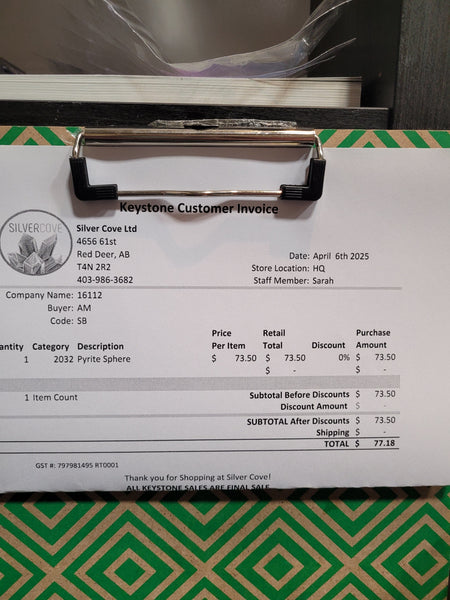 Keystone Customer Invoice
SILVERCOVE
Silver Cove Ltd
4656 61st
Red Deer, AB
T4N 2R2
403-986-3682
Date: April 6th 2025
Store Location: HQ
Staff Member: Sarah
Company Name: 16112
Buyer: AM
Code: SB
antity Category Description Price Per Item Retail Total Discount Purchase Amount
1 2032 Pyrite Sphere $ 73.50 $ 73.50 0% $ 73.50
$ - $ -
1 Item Count
Subtotal Before Discounts $ 73.50
Discount Amount $ -
SUBTOTAL After Discounts $ 73.50
Shipping $ -
TOTAL $ 77.18
GST #: 797981495 RT0001
Thank you for Shopping at Silver Cove!
ALL KEYSTONE SALES ARE FINAL SALE